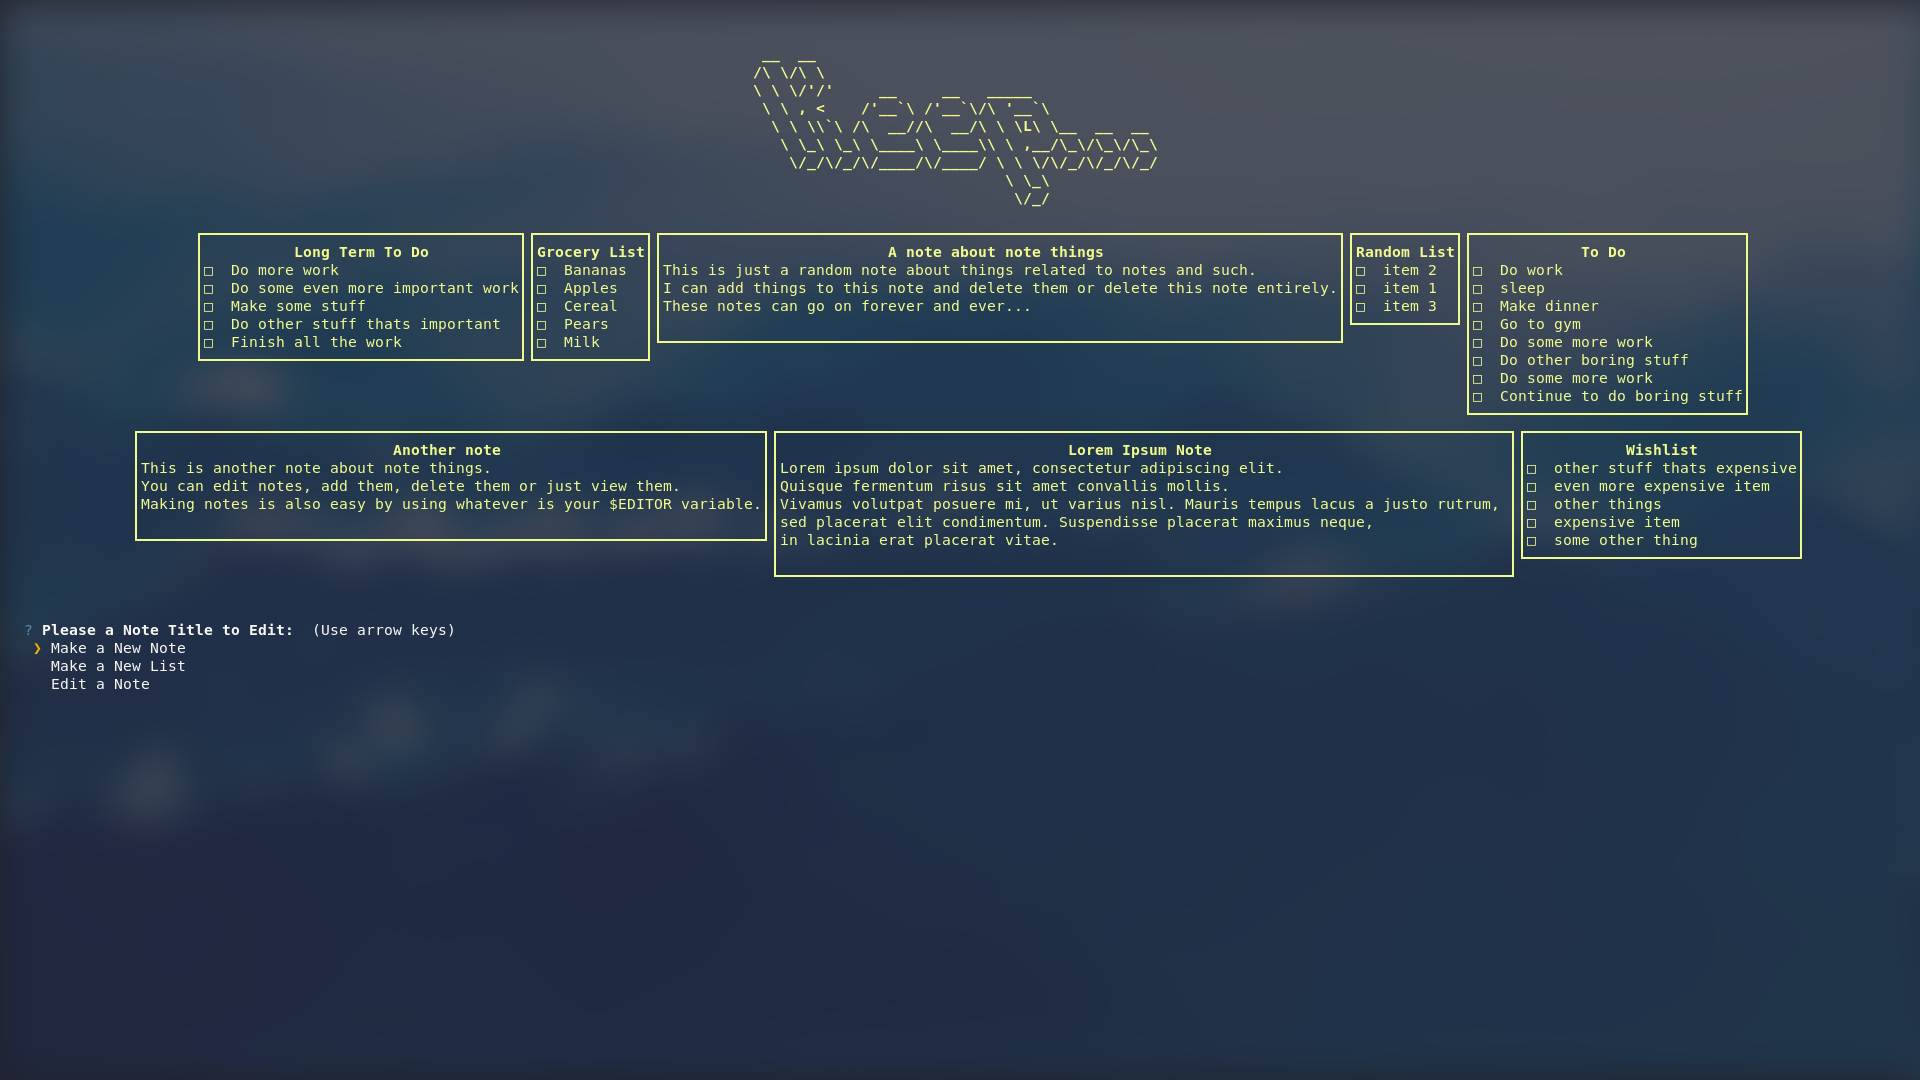 Keep...
Long Term To Do
□ Do more work
□ Do some even more important work
□ Make some stuff
□ Do other stuff thats important
□ Finish all the work
Grocery List
□ Bananas
□ Apples
□ Cereal
□ Pears
□ Milk
A note about note things
This is just a random note about things related to notes and such.
I can add things to this note and delete them or delete this note entirely.
These notes can go on forever and ever...
Random List
□ item 2
□ item 1
□ item 3
To Do
□ Do work
□ sleep
□ Make dinner
□ Go to gym
□ Do some more work
□ Do other boring stuff
□ Do some more work
□ Continue to do boring stuff
Another note
This is another note about note things.
You can edit notes, add them, delete them or just view them.
Making notes is also easy by using whatever is your $EDITOR variable.
Lorem Ipsum Note
Lorem ipsum dolor sit amet, consectetur adipiscing elit.
Quisque fermentum risus sit amet convallis mollis.
Vivamus volutpat posuere mi, ut varius nisl. Mauris tempus lacus a justo rutrum,
sed placerat elit condimentum. Suspendisse placerat maximus neque,
in lacinia erat placerat vitae.
Wishlist
□ other stuff thats expensive
□ even more expensive item
□ other things
□ expensive item
□ some other thing
? Please a Note Title to Edit:  (Use arrow keys)
❯ Make a New Note
Make a New List
Edit a Note